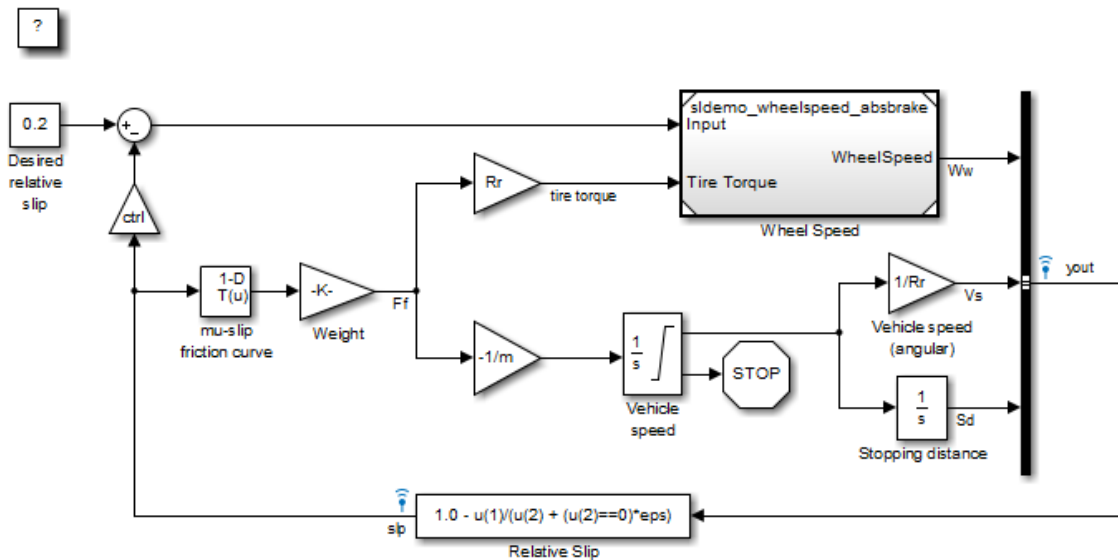 ?
0.2
Desired
relative
slip
+
-
ctrl
sldemo_wheelspeed_absbrake
Input
WheelSpeed
Tire Torque
Wheel Speed
Ww
Rr
tire torque
1-D
T(u)
mu-slip
friction curve
-K-
Weight
Ff
-1/m
1
s
Vehicle
speed
STOP
1/Rr
Vs
Vehicle speed
(angular)
1
s
Sd
Stopping distance
yout
slp
1.0 - u(1)/(u(2) + (u(2)==0)*eps)
Relative Slip